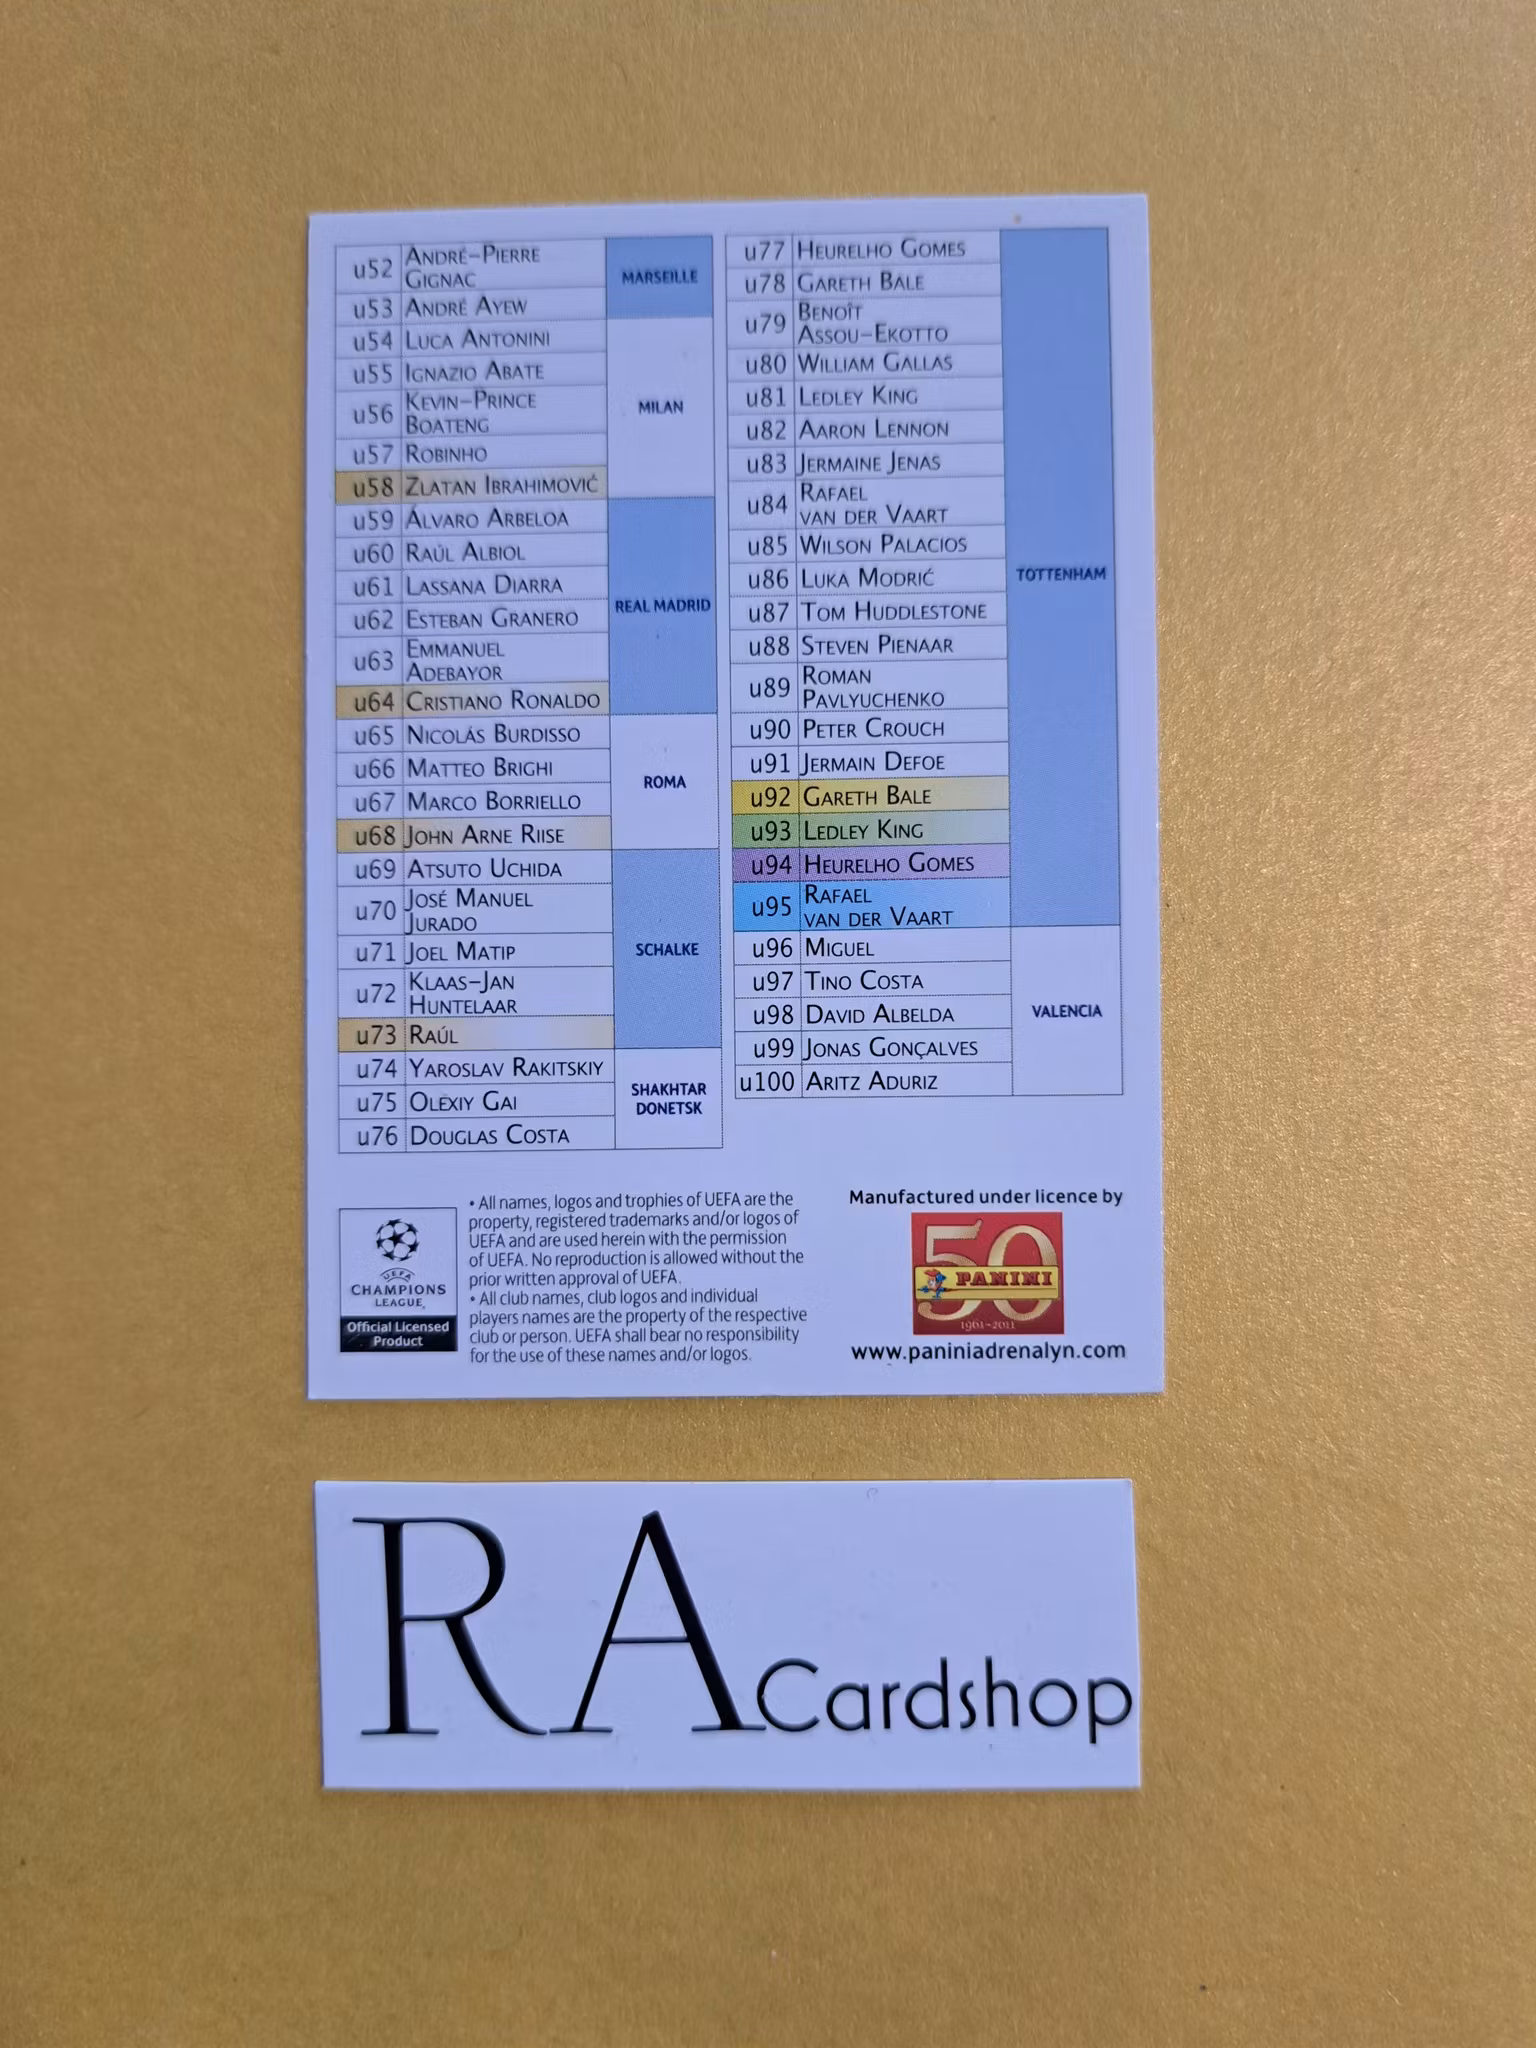 u52 ANDRÉ-PIERRE
GIGNAC
MARSEILLE
u53 ANDRÉ AYEW
u54 LUCA ANTONINI
u55 IGNAZIO ABATE
u56 KEVIN-PRINCE
BOATENG
MILAN
u57 ROBINHO
u58 ZLATAN IBRAHIMOVIĆ
u59 ÁLVARO ARBELOA
u60 RAÚL ALBIOL
u61 LASSANA DIARRA
REAL MADRID
u62 ESTEBAN GRANERO
u63 EMMANUEL
ADEBAYOR
u64 CRISTIANO RONALDO
u65 NICOLÁS BURDISSO
u66 MATTEO BRIGHI
ROMA
u67 MARCO BORRIELLO
u68 JOHN ARNE RIISE
u69 ATSUTO UCHIDA
u70 JOSÉ MANUEL
JURADO
u71 JOEL MATIP
SCHALKE
u72 KLAAS-JAN
HUNTELAAR
u73 RAÚL
u74 YAROSLAV RAKITSKIY
u75 OLEXIY GAI
SHAKHTAR
DONETSK
u76 DOUGLAS COSTA
u77 HEURELHO GOMES
u78 GARETH BALE
u79 BENOÎT
ASSOU-EKOTTO
u80 WILLIAM GALLAS
u81 LEDLEY KING
u82 AARON LENNON
u83 JERMAINE JENAS
u84 RAFAEL
VAN DER VAART
u85 WILSON PALACIOS
u86 LUKA MODRIĆ
TOTTENHAM
u87 TOM HUDDLESTONE
u88 STEVEN PIENAAR
u89 ROMAN
PAVLYUCHENKO
u90 PETER CROUCH
u91 JERMAIN DEFOE
u92 GARETH BALE
u93 LEDLEY KING
u94 HEURELHO GOMES
u95 RAFAEL
VAN DER VAART
u96 MIGUEL
u97 TINO COSTA
u98 DAVID ALBELDA
VALENCIA
u99 JONAS GONÇALVES
u100 ARITZ ADURIZ
UEFA
CHAMPIONS
LEAGUE
Official Licensed
Product
• All names, logos and trophies of UEFA are the
property, registered trademarks and/or logos of
UEFA and are used herein with the permission
of UEFA. No reproduction is allowed without the
prior written approval of UEFA.
• All club names, club logos and individual
players names are the property of the respective
club or person. UEFA shall bear no responsibility
for the use of these names and/or logos.
Manufactured under licence by
50
PANINI
1961-2011
www.paniniadrenalyn.com
RA Cardshop